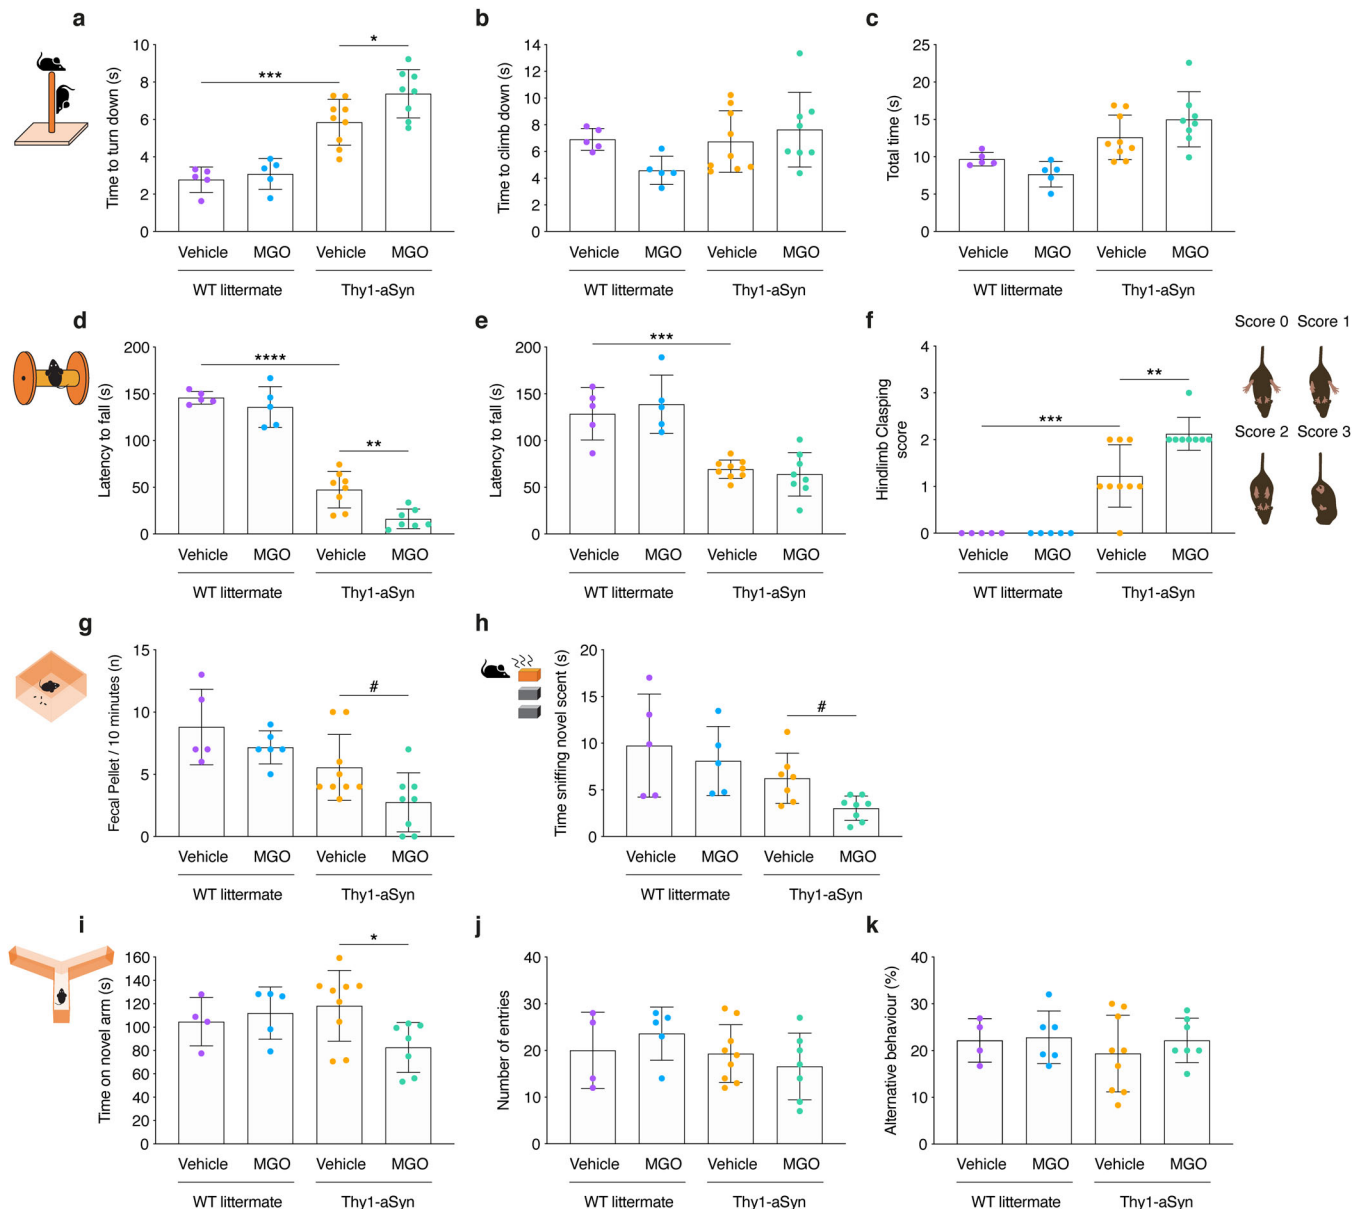 a
Time to turn down (s)
10
8
6
4
2
0
***
*
Vehicle MGO Vehicle MGO
WT littermate Thy1-aSyn
b
Time to climb down (s)
14
12
10
8
6
4
2
0
Vehicle MGO Vehicle MGO
WT littermate Thy1-aSyn
c
Total time (s)
25
20
15
10
5
0
Vehicle MGO Vehicle MGO
WT littermate Thy1-aSyn
d
Latency to fall (s)
200
150
100
50
0
****
**
Vehicle MGO Vehicle MGO
WT littermate Thy1-aSyn
e
Latency to fall (s)
200
150
100
50
0
***
Vehicle MGO Vehicle MGO
WT littermate Thy1-aSyn
f
Hindlimb Clasping
score
4
3
2
1
0
***
**
Vehicle MGO Vehicle MGO
WT littermate Thy1-aSyn
Score 0 Score 1
Score 2 Score 3
g
Fecal Pellet / 10 minutes (n)
15
10
5
0
#
Vehicle MGO Vehicle MGO
WT littermate Thy1-aSyn
h
Time sniffing novel scent (s)
20
15
10
5
0
#
Vehicle MGO Vehicle MGO
WT littermate Thy1-aSyn
i
Time on novel arm (s)
160
140
120
100
80
60
40
20
0
*
Vehicle MGO Vehicle MGO
WT littermate Thy1-aSyn
j
Number of entries
40
30
20
10
0
Vehicle MGO Vehicle MGO
WT littermate Thy1-aSyn
k
Alternative behaviour (%)
40
30
20
10
0
Vehicle MGO Vehicle MGO
WT littermate Thy1-aSyn